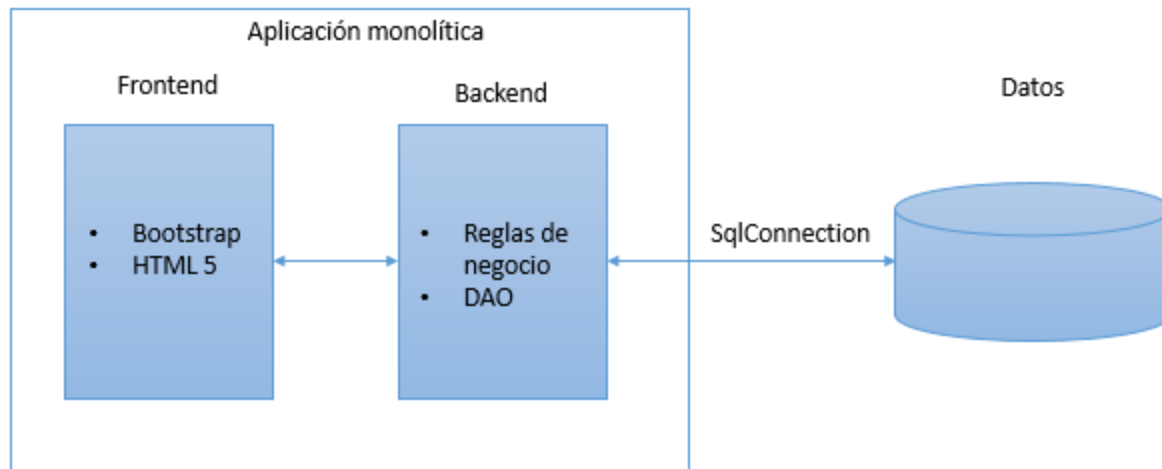 Aplicación monolítica
Frontend
Backend
Datos
• Bootstrap
• HTML 5
• Reglas de
negocio
• DAO
SqlConnection